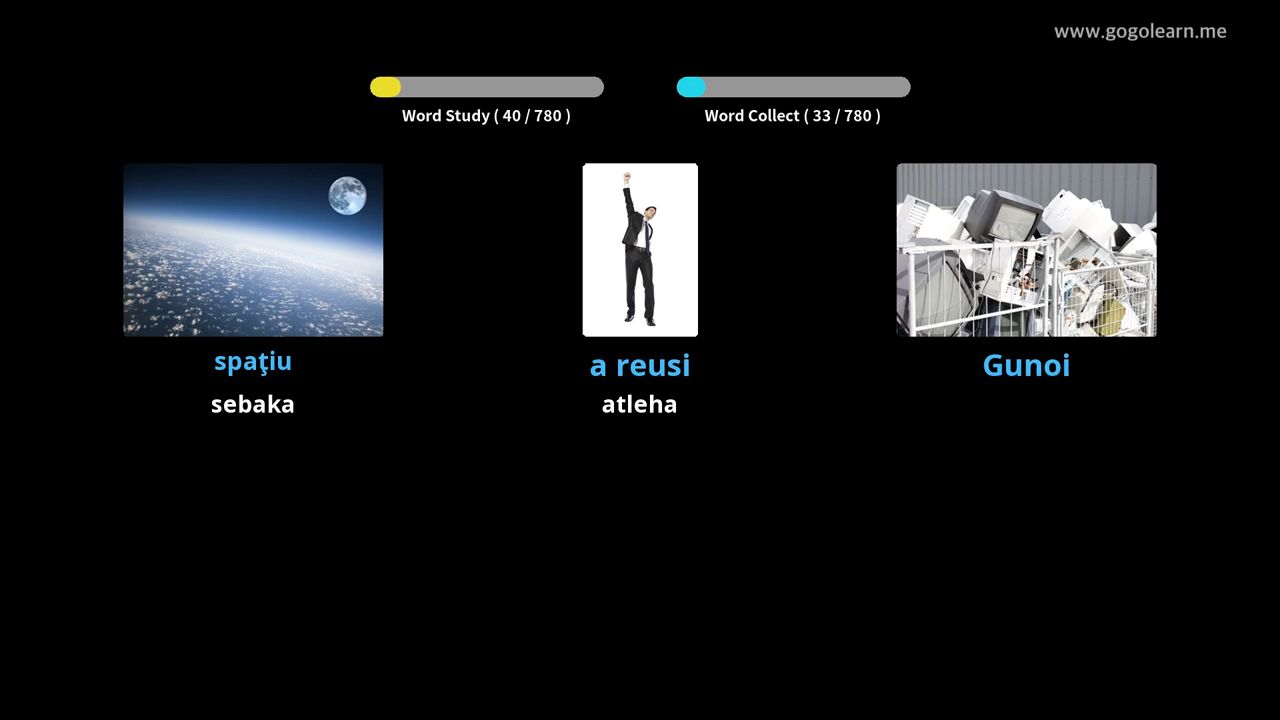 www.gogolearn.me
Word Study ( 40 / 780 )
Word Collect ( 33 / 780 )
spaţiu
a reusi
Gunoi
sebaka
atleha